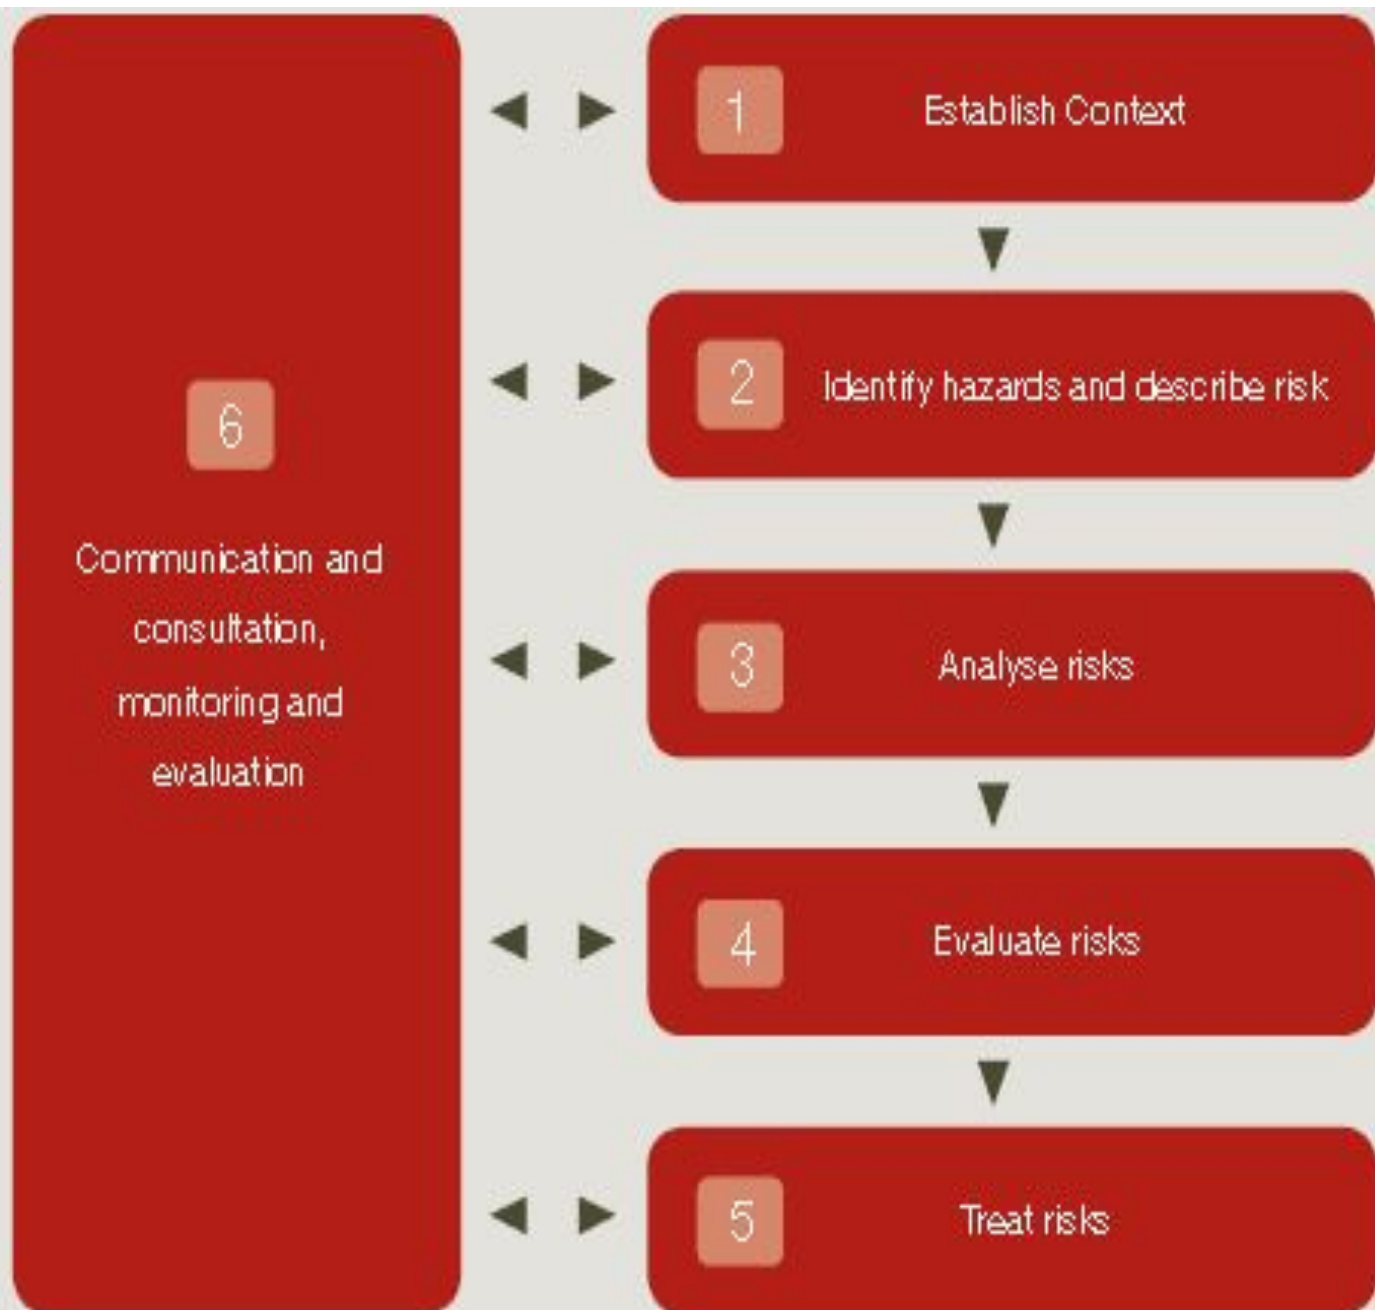 1
Establish Context
2
Identify hazards and describe risk
6
Communication and
consultation,
monitoring and
evaluation
3
Analyse risks
4
Evaluate risks
5
Treat risks